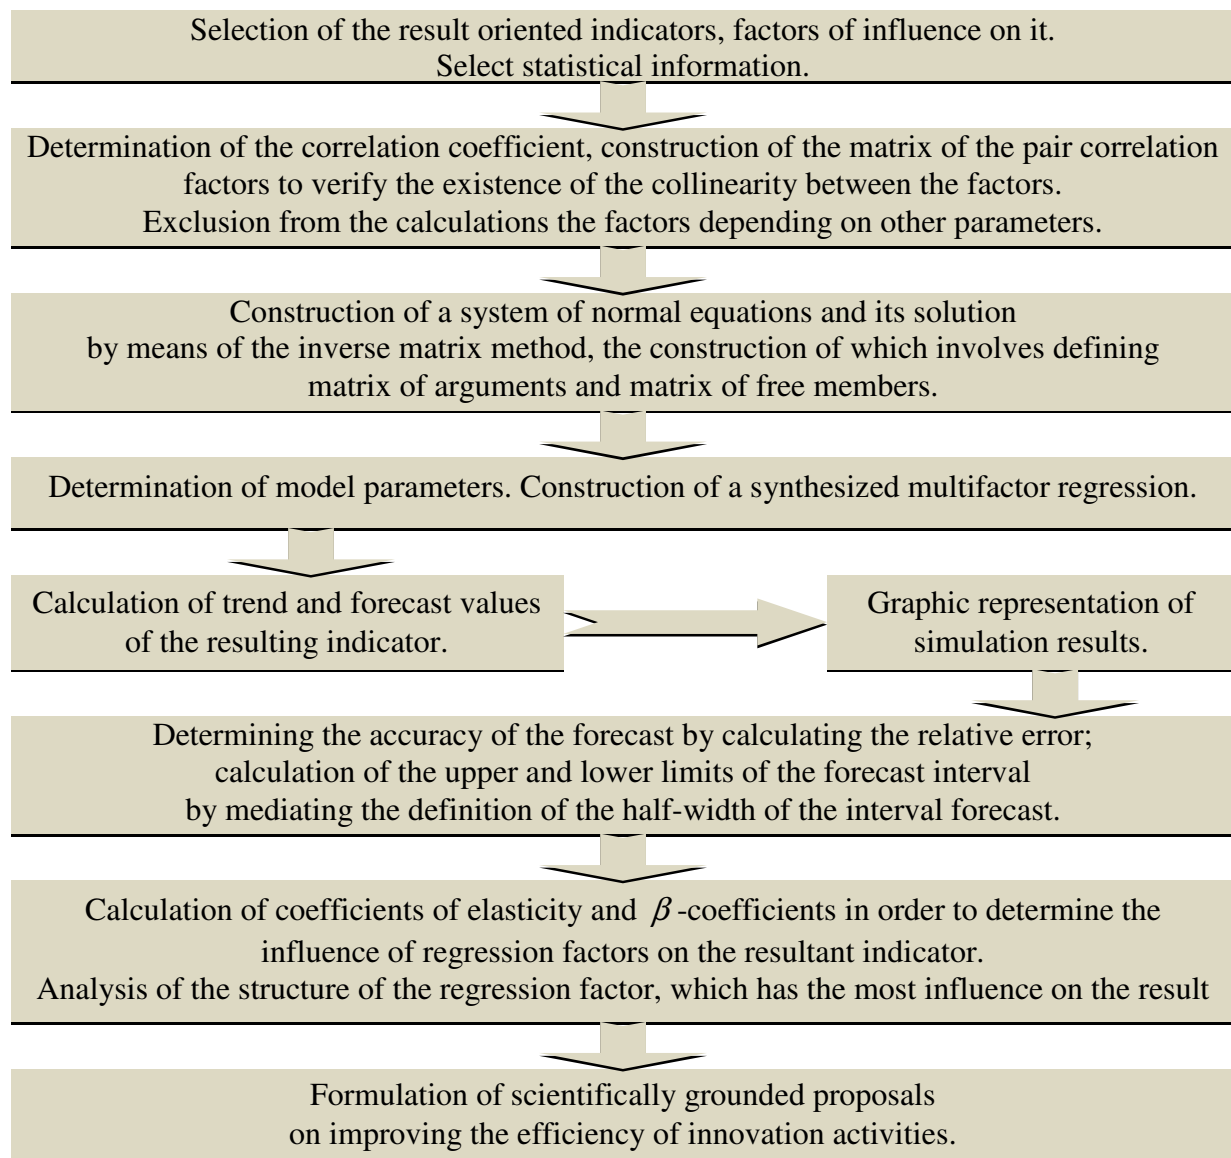 Selection of the result oriented indicators, factors of influence on it.
Select statistical information.
Determination of the correlation coefficient, construction of the matrix of the pair correlation
factors to verify the existence of the collinearity between the factors.
Exclusion from the calculations the factors depending on other parameters.
Construction of a system of normal equations and its solution
by means of the inverse matrix method, the construction of which involves defining
matrix of arguments and matrix of free members.
Determination of model parameters. Construction of a synthesized multifactor regression.
Calculation of trend and forecast values
of the resulting indicator.
Graphic representation of
simulation results.
Determining the accuracy of the forecast by calculating the relative error;
calculation of the upper and lower limits of the forecast interval
by mediating the definition of the half-width of the interval forecast.
Calculation of coefficients of elasticity and β -coefficients in order to determine the
influence of regression factors on the resultant indicator.
Analysis of the structure of the regression factor, which has the most influence on the result
Formulation of scientifically grounded proposals
on improving the efficiency of innovation activities.